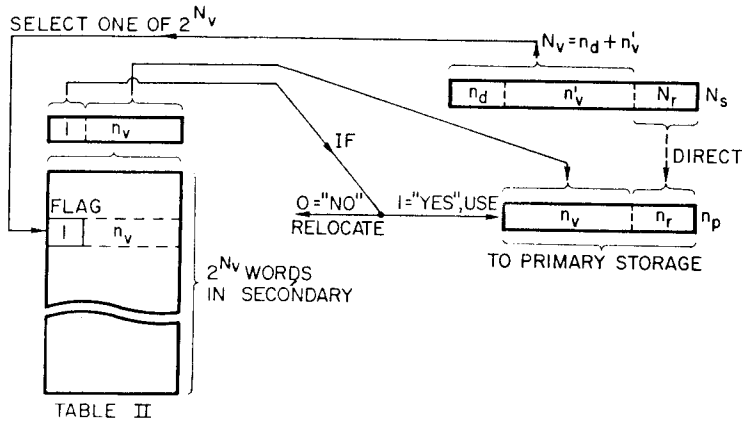 SELECT ONE OF 2^{N_v}
N_v = n_d + n'_v
n_d n'_v N_r N_s
1 n_v
IF
DIRECT
FLAG
1 n_v
0="NO"
RELOCATE
1="YES", USE
n_v n_r n_p
TO PRIMARY STORAGE
2^{N_v} WORDS
IN SECONDARY
TABLE II